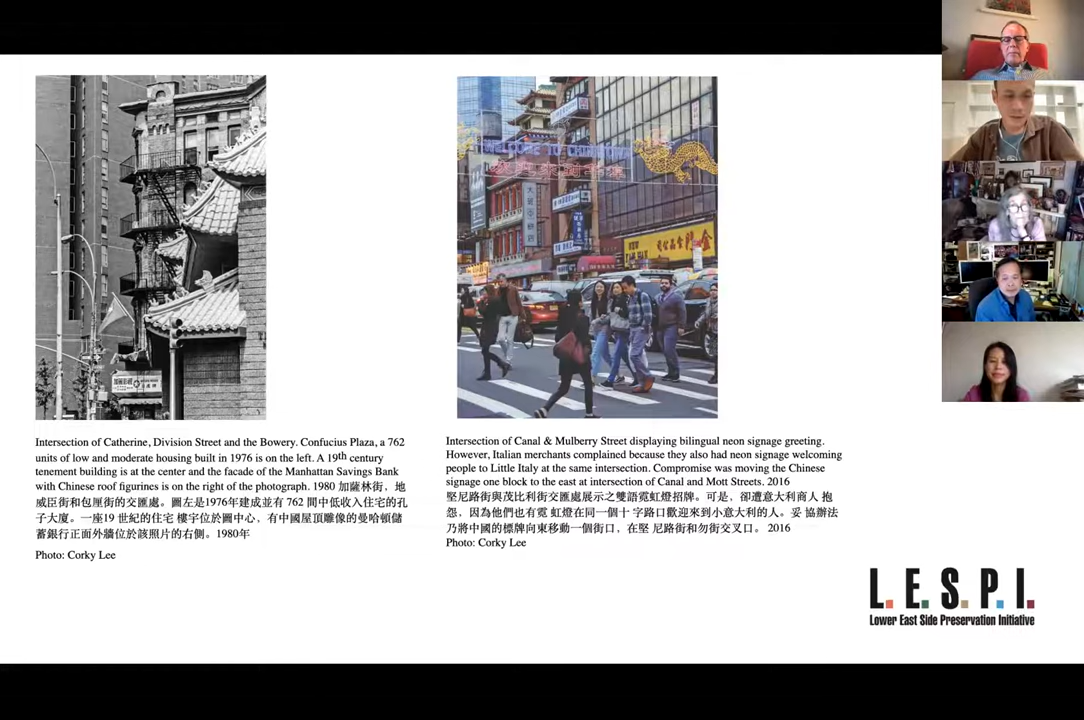 WELCOME TO CHINATOWN
Intersection of Catherine, Division Street and the Bowery. Confucius Plaza, a 762
units of low and moderate housing built in 1976 is on the left. A 19th century
tenement building is at the center and the facade of the Manhattan Savings Bank
with Chinese roof figurines is on the right of the photograph. 1980 加薩林街，地
威臣街和包厘街的交匯處。圖左是1976年建成並有 762 間中低收入住宅的孔
子大廈。一座19 世紀的住宅 樓宇位於圖中心，有中國屋頂雕像的曼哈頓儲
蓄銀行正面外牆位於該照片的右側。1980年
Photo: Corky Lee
Intersection of Canal & Mulberry Street displaying bilingual neon signage greeting.
However, Italian merchants complained because they also had neon signage welcoming
people to Little Italy at the same intersection. Compromise was moving the Chinese
signage one block to the east at intersection of Canal and Mott Streets. 2016
堅尼路街與茂比利街交匯處展示之雙語霓虹燈招牌。可是，卻遭意大利商人 抱
怨，因為他們也有霓 虹燈在同一個十 字路口歡迎來到小意大利的人。妥 協辦法
乃將中國的標牌向東移動一個街口，在堅 尼路街和勿街交叉口。 2016
Photo: Corky Lee
L.E.S.P.I.
Lower East Side Preservation Initiative